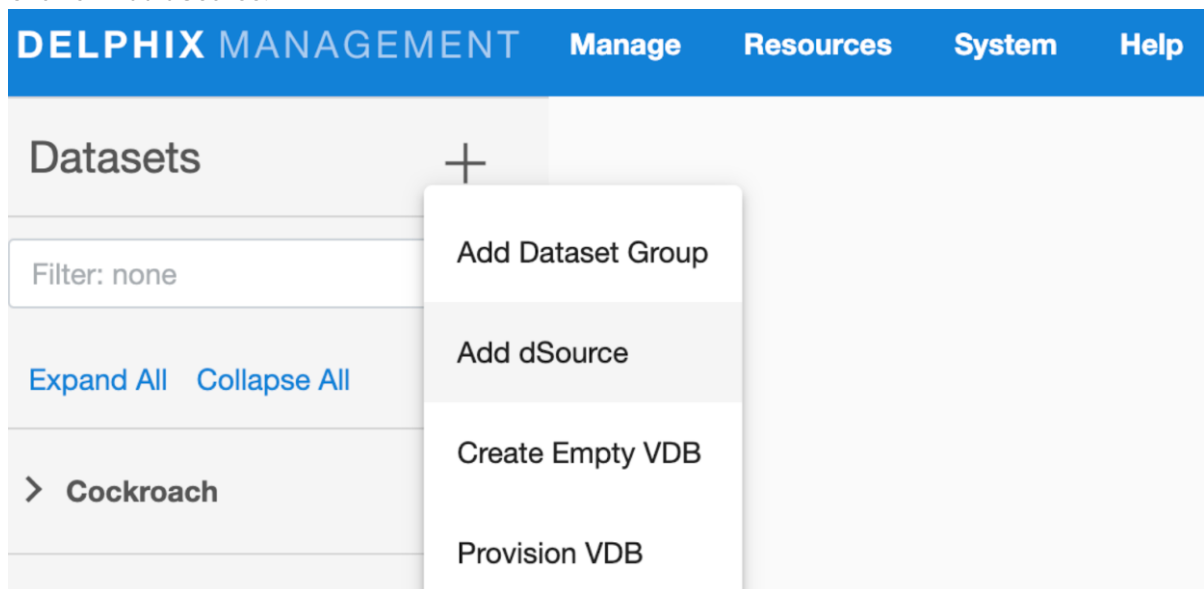 DELPHIX MANAGEMENT Manage Resources System Help
Datasets
Add Dataset Group
Filter: none
Add dSource
Expand All Collapse All
Create Empty VDB
Cockroach
Provision VDB